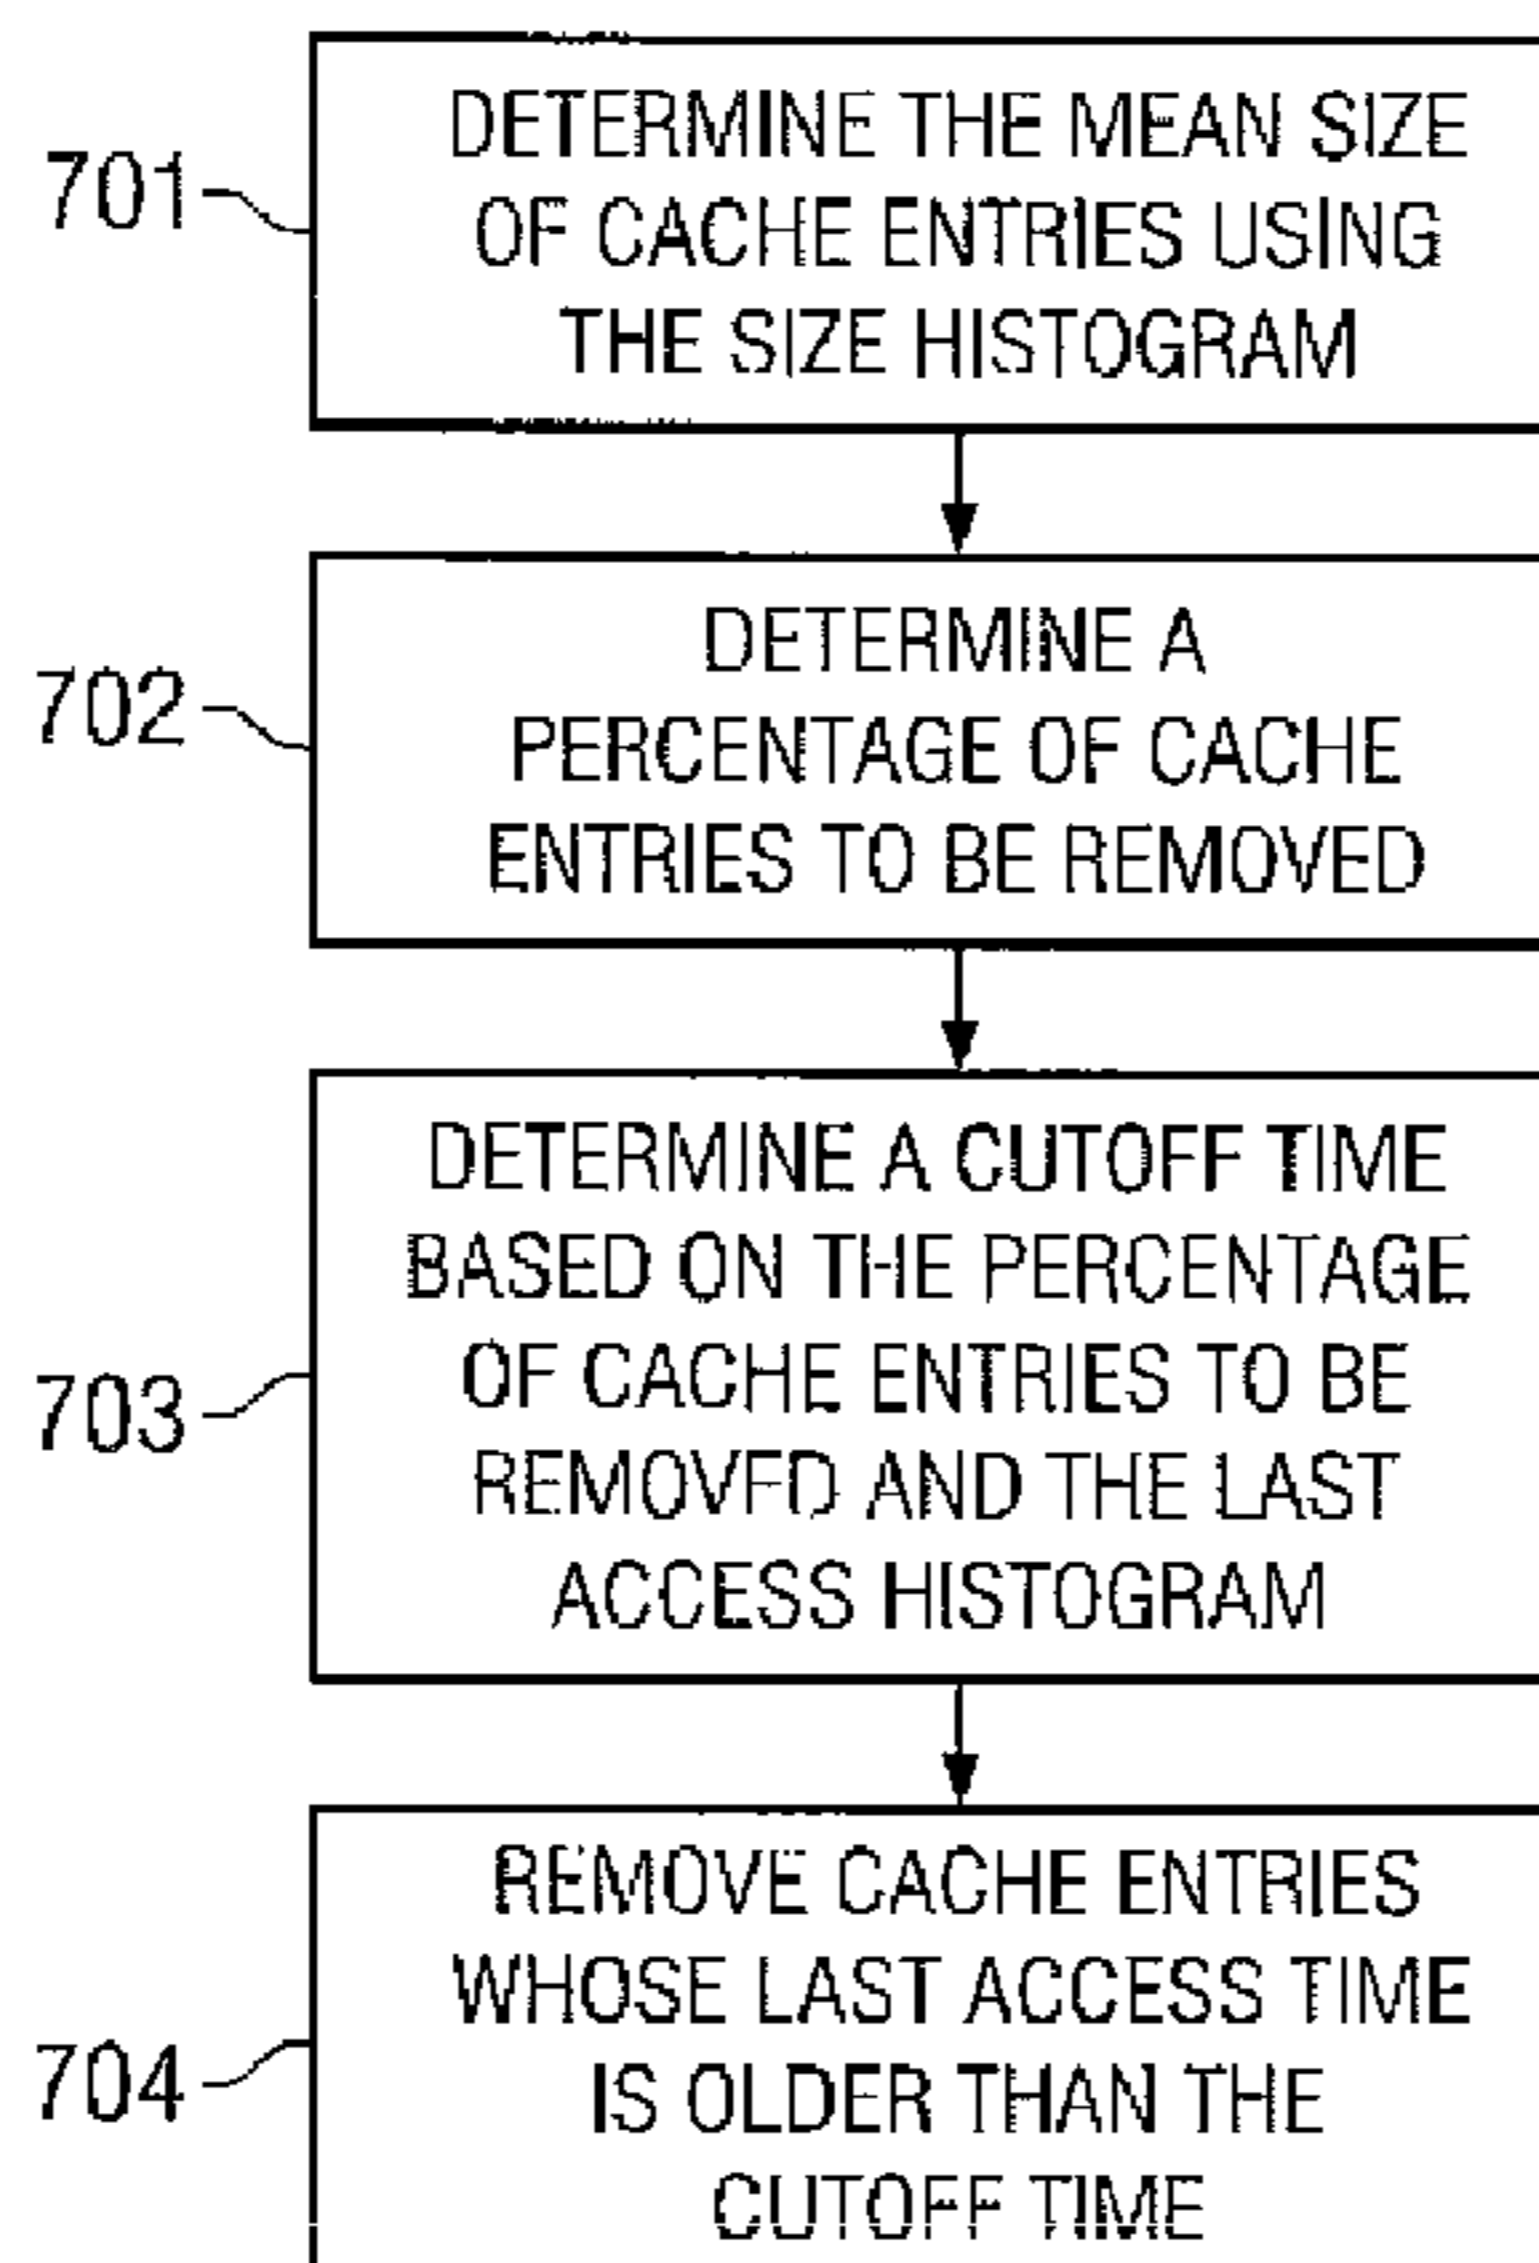 701
DETERMINE THE MEAN SIZE
OF CACHE ENTRIES USING
THE SIZE HISTOGRAM
702
DETERMINE A
PERCENTAGE OF CACHE
ENTRIES TO BE REMOVED
703
DETERMINE A CUTOFF TIME
BASED ON THE PERCENTAGE
OF CACHE ENTRIES TO BE
REMOVED AND THE LAST
ACCESS HISTOGRAM
704
REMOVE CACHE ENTRIES
WHOSE LAST ACCESS TIME
IS OLDER THAN THE
CUTOFF TIME